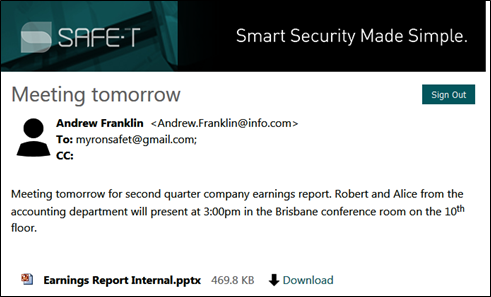 SAFE-T
Smart Security Made Simple.
Meeting tomorrow
Sign Out
Andrew Franklin <Andrew.Franklin@info.com>
To: myronsafet@gmail.com;
CC:
Meeting tomorrow for second quarter company earnings report. Robert and Alice from the
accounting department will present at 3:00pm in the Brisbane conference room on the 10th
floor.
Earnings Report Internal.pptx 469.8 KB Download